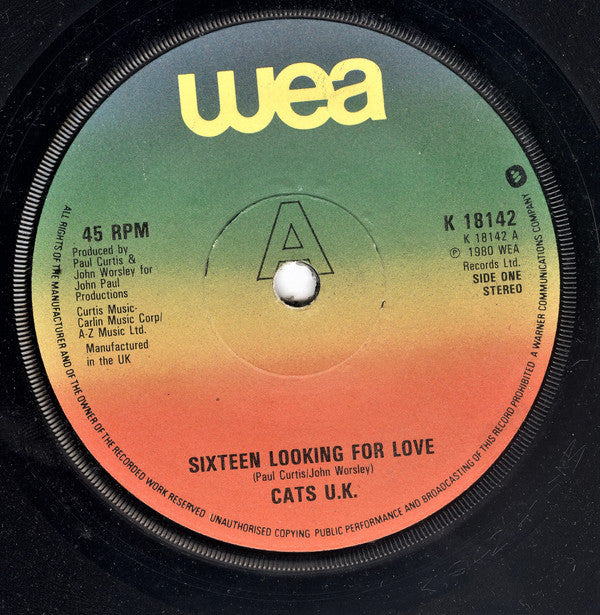 wea
45 RPM
Produced by
Paul Curtis &
John Worsley for
John Paul
Productions
Curtis Music-
Carlin Music Corp/
A-Z Music Ltd.
Manufactured
in the UK
A
K 18142
K 18142 A
℗ 1980 WEA
Records Ltd.
SIDE ONE
STEREO
SIXTEEN LOOKING FOR LOVE
(Paul Curtis/John Worsley)
CATS U.K.
ALL RIGHTS OF THE MANUFACTURER AND OF THE OWNER OF THE RECORDED WORK RESERVED UNAUTHORISED COPYING PUBLIC PERFORMANCE AND BROADCASTING OF THIS RECORD PROHIBITED A WARNER COMMUNICATIONS COMPANY